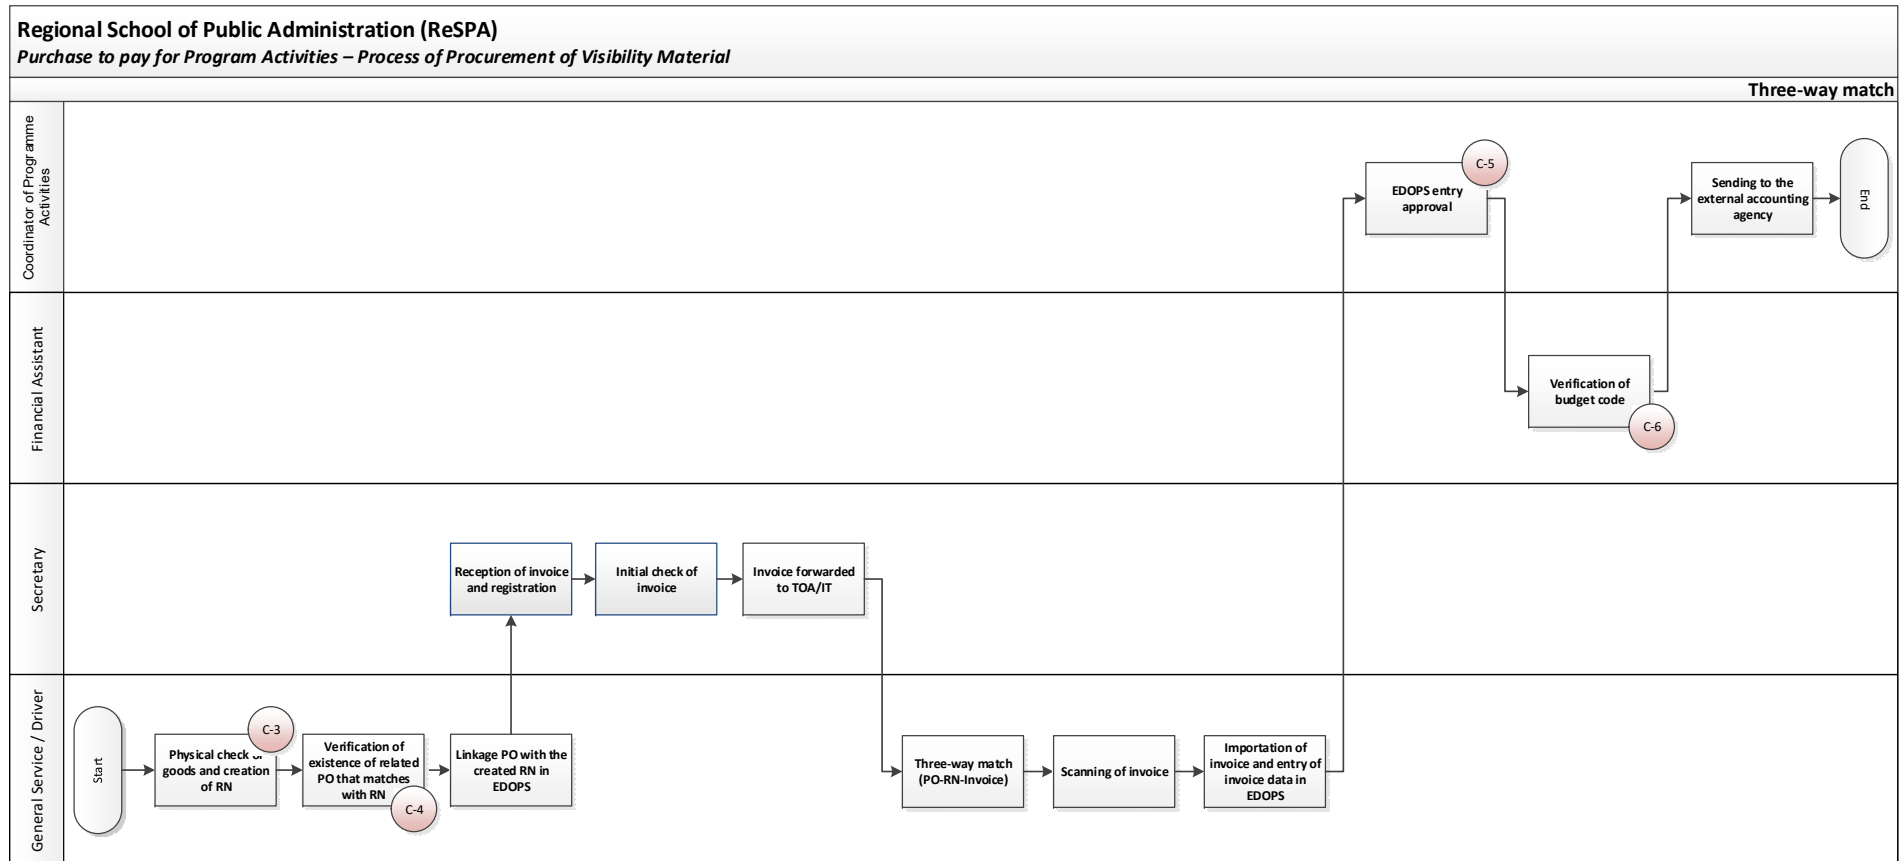 Regional School of Public Administration (ReSPA)
Purchase to pay for Program Activities – Process of Procurement of Visibility Material
Three-way match
Coordinator of Programme
Activities
EDOPS entry
approval
C-5
Sending to the
external accounting
agency
End
Financial Assistant
Verification of
budget code
C-6
Secretary
Reception of invoice
and registration
Initial check of
invoice
Invoice forwarded
to TOA/IT
General Service / Driver
Start
Physical check of
goods and creation
of RN
C-3
Verification of
existence of related
PO that matches
with RN
C-4
Linkage PO with the
created RN in
EDOPS
Three-way match
(PO-RN-Invoice)
Scanning of invoice
Importation of
invoice and entry of
invoice data in
EDOPS